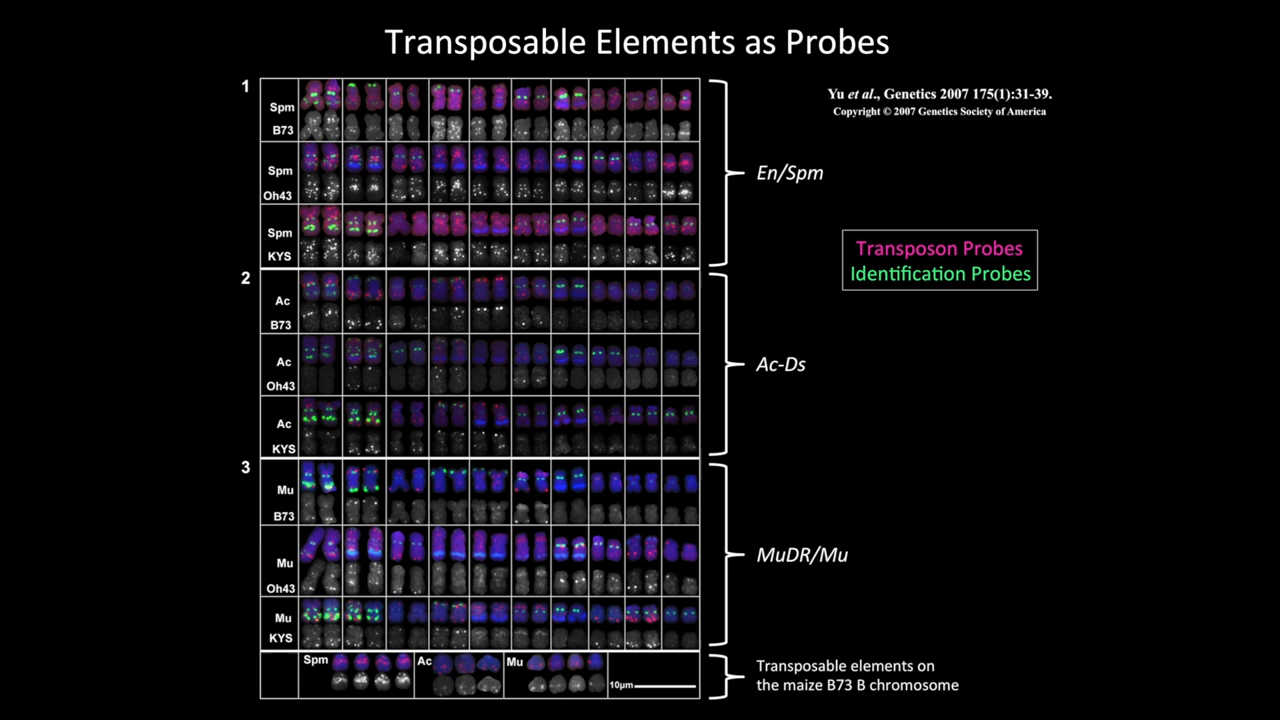 Transposable Elements as Probes
Yu et al., Genetics 2007 175(1):31-39.
Copyright © 2007 Genetics Society of America
1
Spm
B73
Spm
Oh43
Spm
KYS
En/Spm
Transposon Probes
Identification Probes
2
Ac
B73
Ac
Oh43
Ac
KYS
Ac-Ds
3
Mu
B73
Mu
Oh43
Mu
KYS
MuDR/Mu
Spm
Ac
Mu
10µm
Transposable elements on
the maize B73 B chromosome